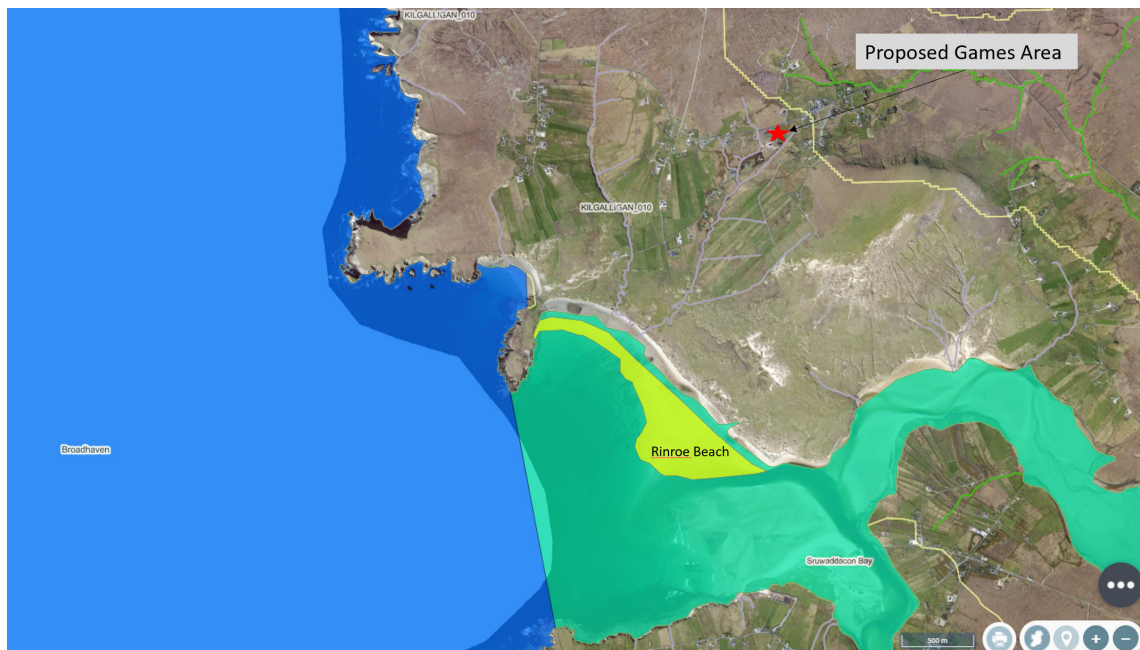 KILGALLIGAN_010
Proposed Games Area
KILGALLIGAN_010
Rinroe Beach
Broadhaven
Sruwaddacon Bay
500 m